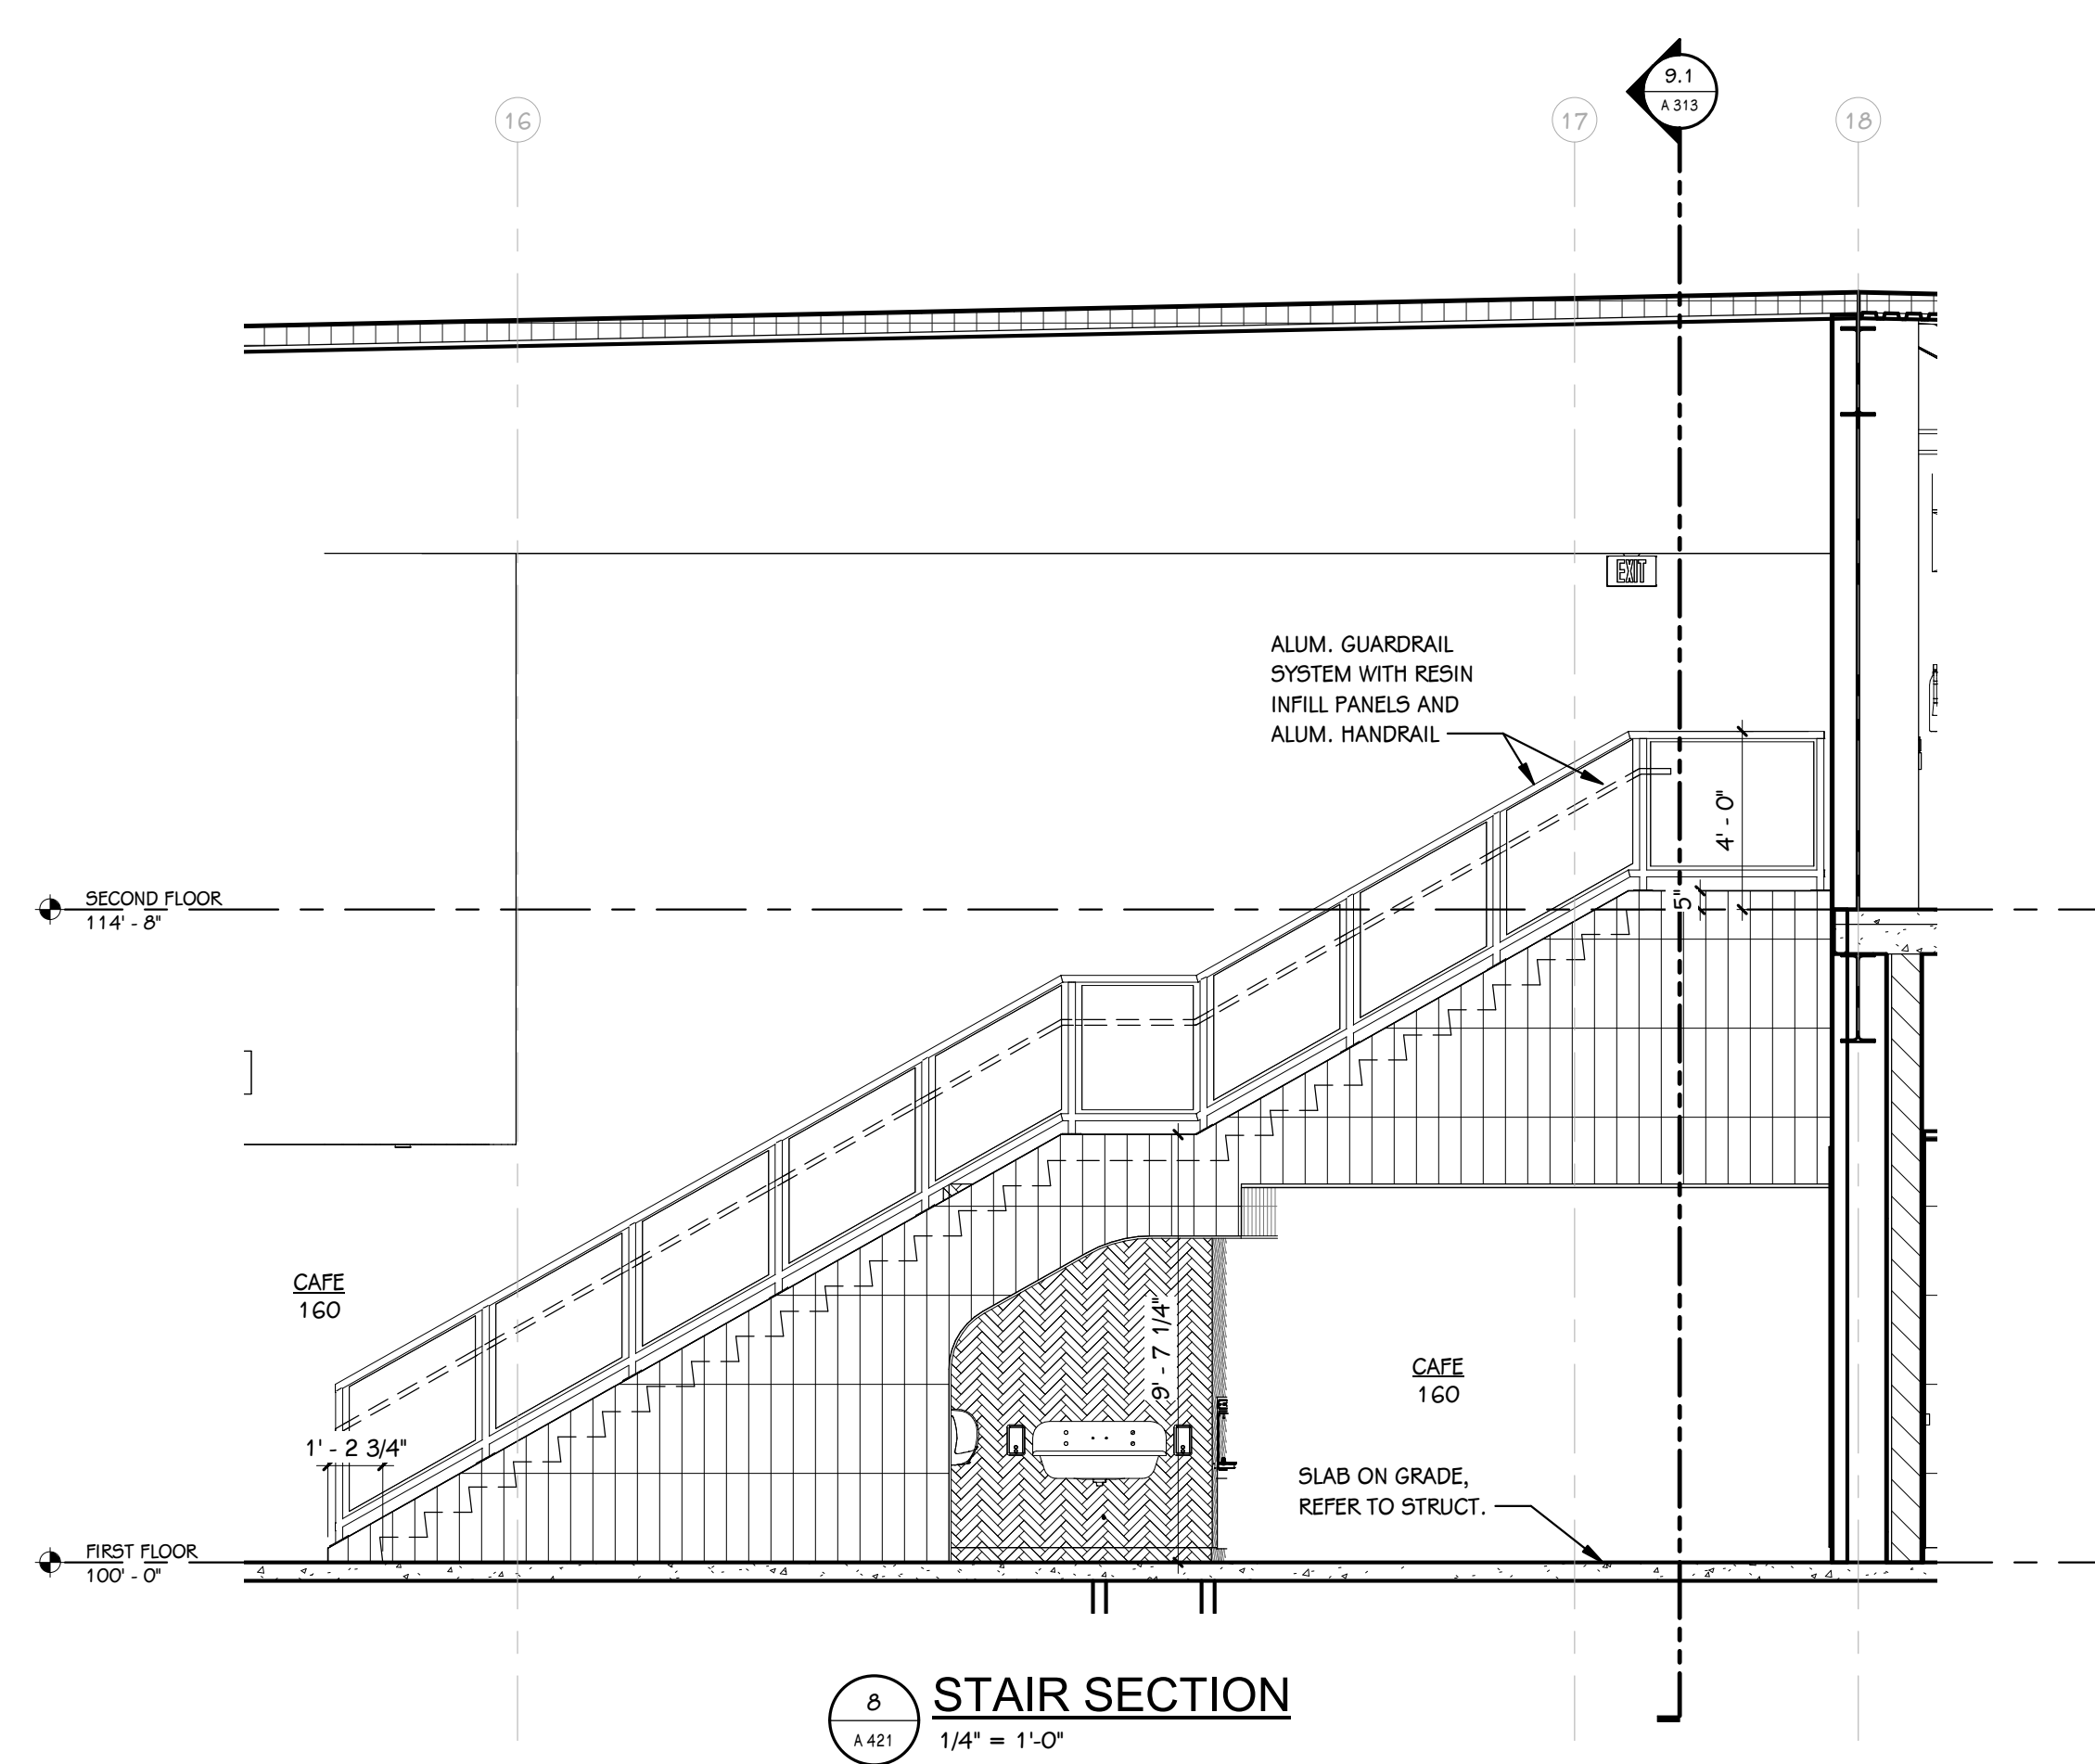 9.1
A 313
16
17
18
EXIT
ALUM. GUARDRAIL
SYSTEM WITH RESIN
INFILL PANELS AND
ALUM. HANDRAIL
4' - 0"
5"
SECOND FLOOR
114' - 8"
CAFE
160
9' - 7 1/4"
CAFE
160
1' - 2 3/4"
SLAB ON GRADE,
REFER TO STRUCT.
FIRST FLOOR
100' - 0"
8
A 421
STAIR SECTION
1/4" = 1'-0"